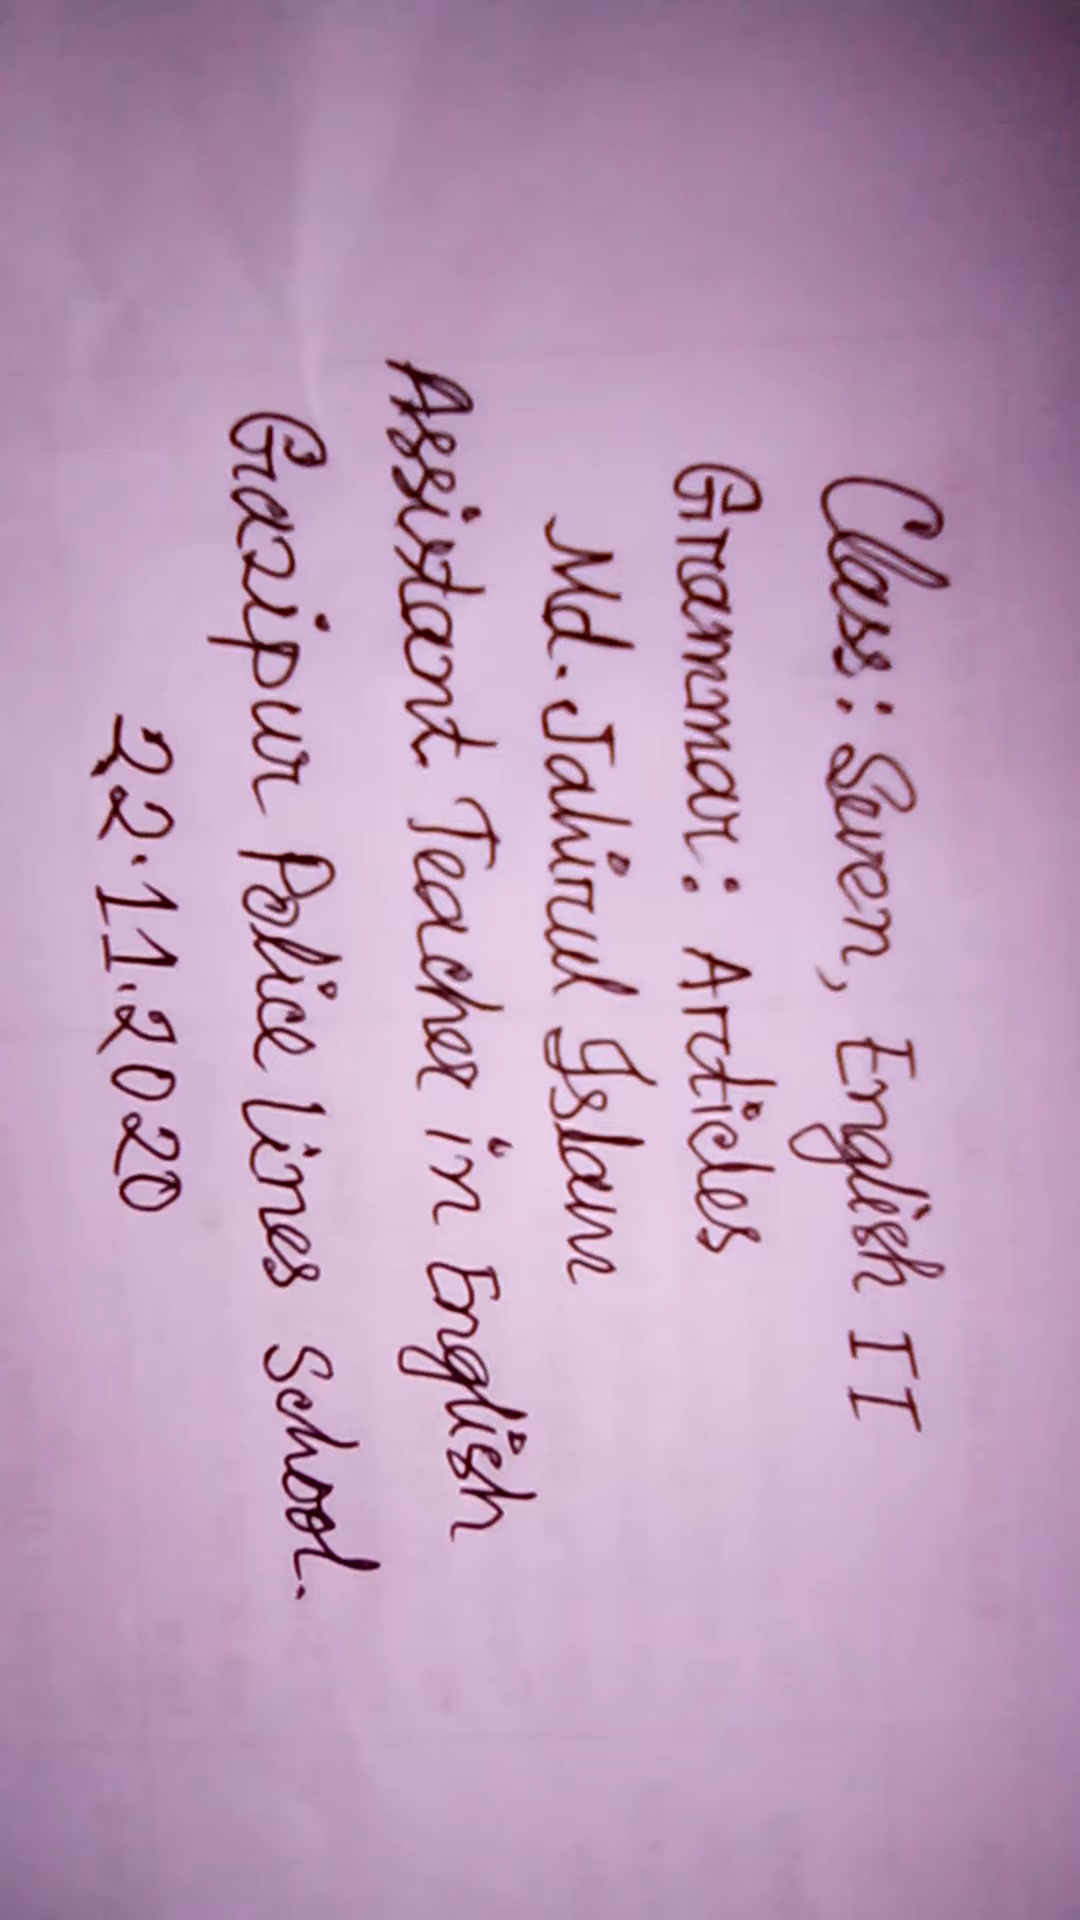 Class: Seven, English II
Grammar: Articles
Md. Jahirul Islam
Assistant Teacher in English
Gazipur Police Lines School.
22.11.2020